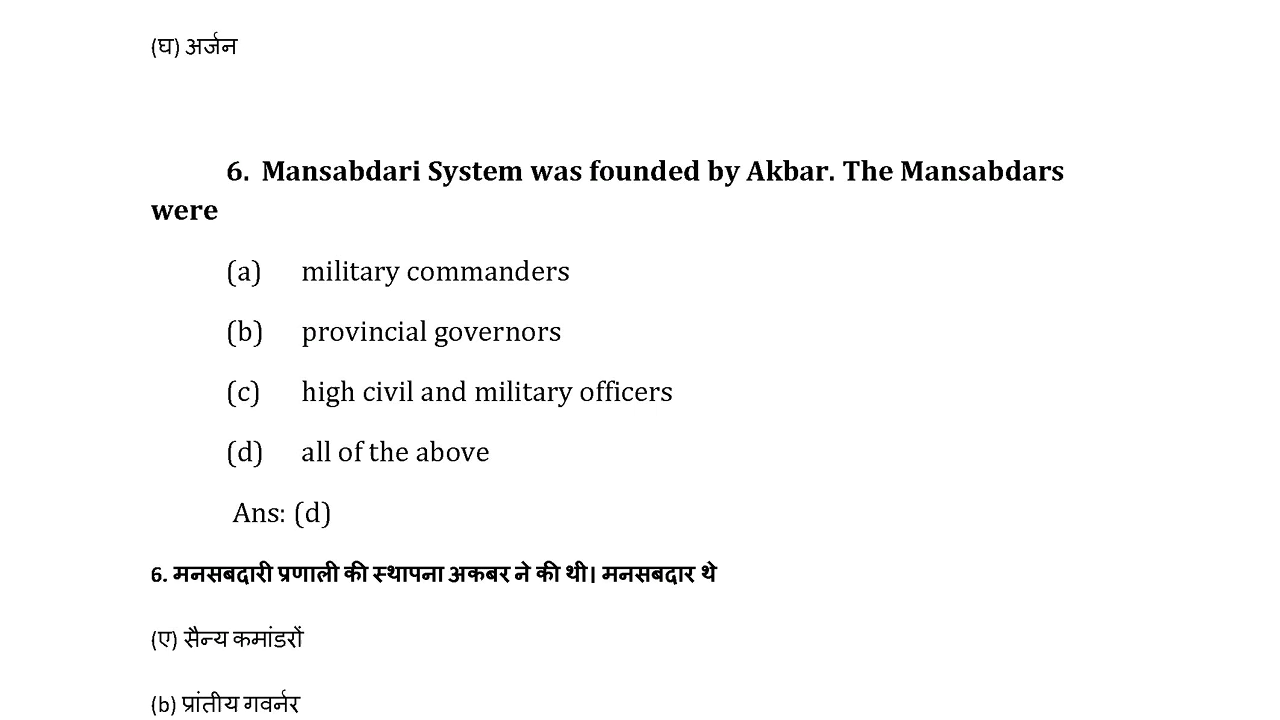 (घ) अर्जन
6. Mansabdari System was founded by Akbar. The Mansabdars
were
(a) military commanders
(b) provincial governors
(c) high civil and military officers
(d) all of the above
Ans: (d)
6. मनसबदारी प्रणाली की स्थापना अकबर ने की थी। मनसबदार थे
(ए) सैन्य कमांडरों
(b) प्रांतीय गवर्नर